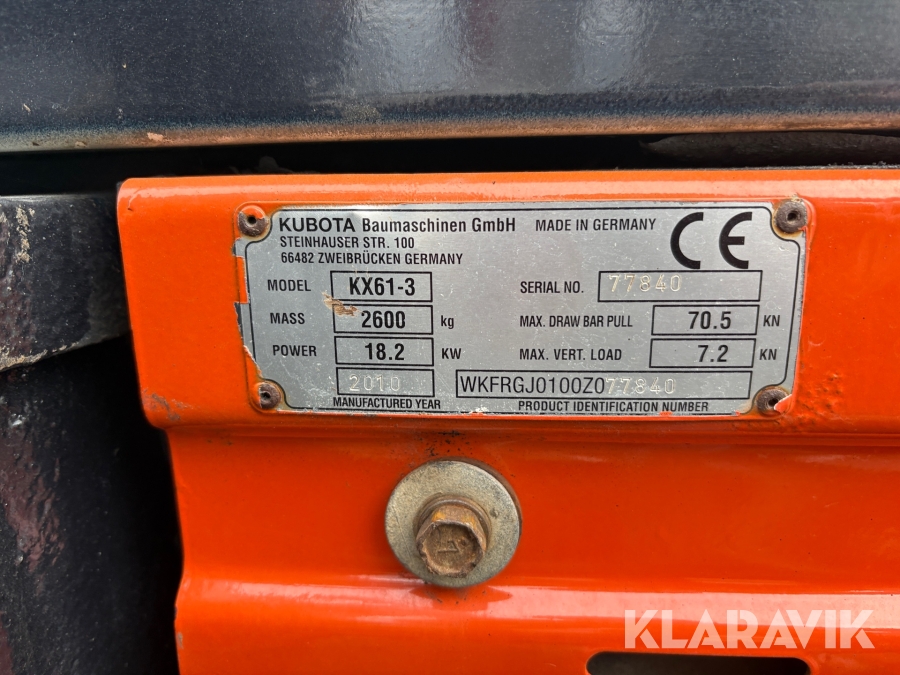 KUBOTA Baumaschinen GmbH MADE IN GERMANY CE
STEINHAUSER STR. 100
66482 ZWEIBRÜCKEN GERMANY
MODEL KX61-3 SERIAL NO. 77840
MASS 2600 kg MAX. DRAW BAR PULL 70.5 KN
POWER 18.2 KW MAX. VERT. LOAD 7.2 KN
2010 WKFRGJ0100Z077840
MANUFACTURED YEAR PRODUCT IDENTIFICATION NUMBER
KLARAVIK